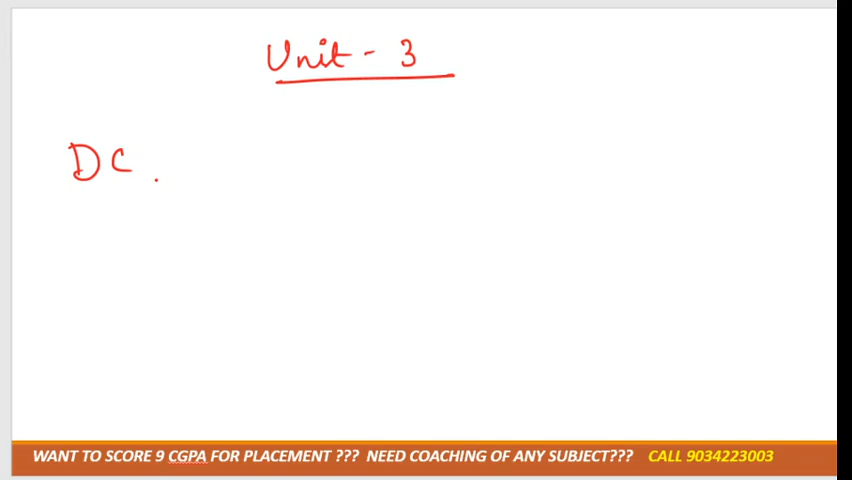 Unit - 3
DC .
WANT TO SCORE 9 CGPA FOR PLACEMENT ??? NEED COACHING OF ANY SUBJECT??? CALL 9034223003